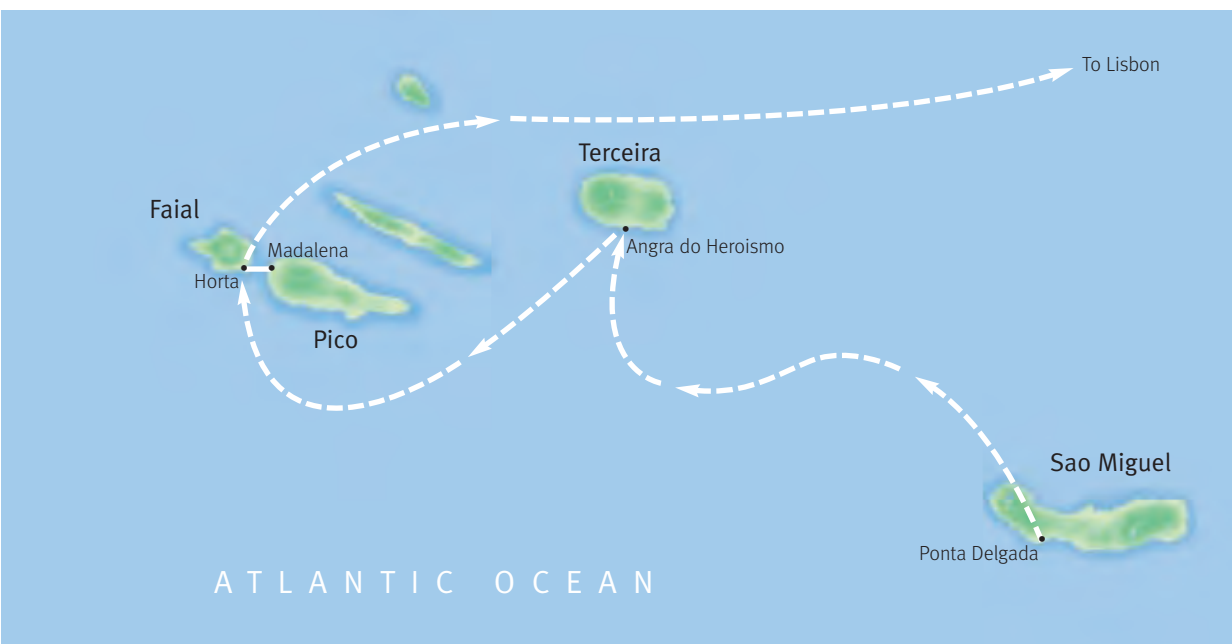 To Lisbon
Terceira
Faial
Angra do Heroismo
Madalena
Horta
Pico
Sao Miguel
Ponta Delgada
ATLANTIC OCEAN